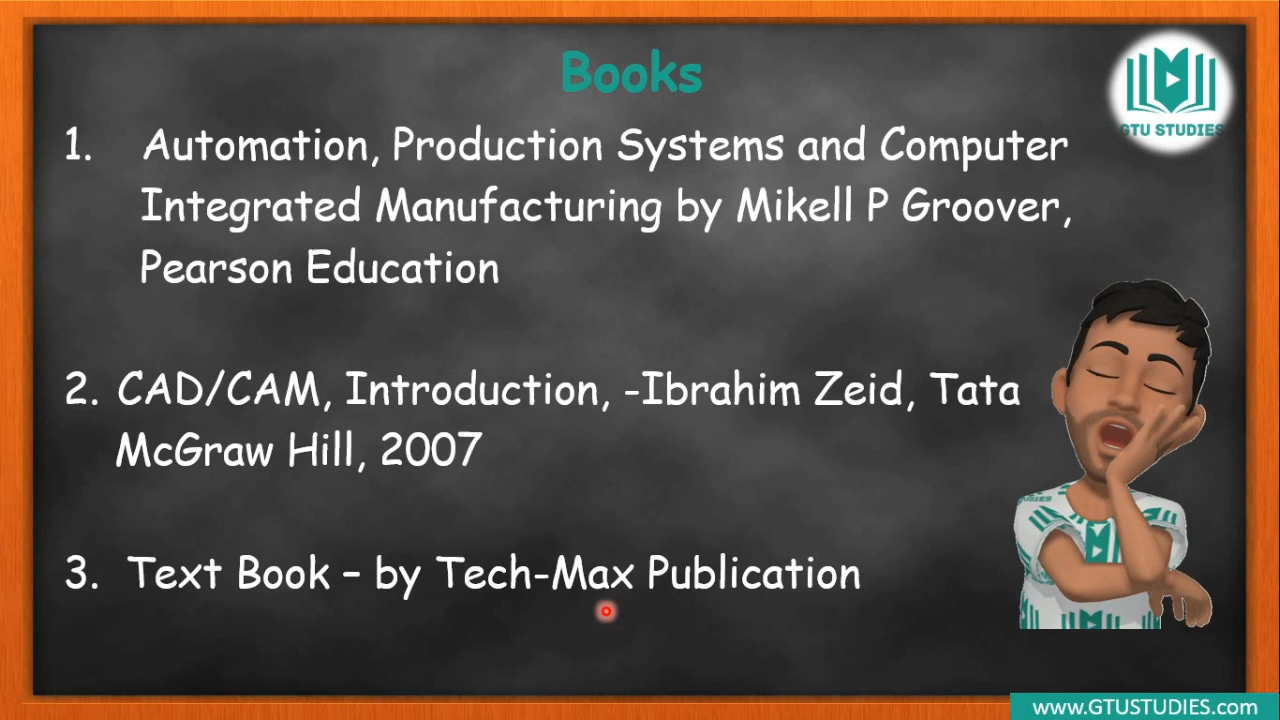 Books
GTU STUDIES
1. Automation, Production Systems and Computer
Integrated Manufacturing by Mikell P Groover,
Pearson Education
2. CAD/CAM, Introduction, -Ibrahim Zeid, Tata
McGraw Hill, 2007
3. Text Book – by Tech-Max Publication
www.GTUSTUDIES.com